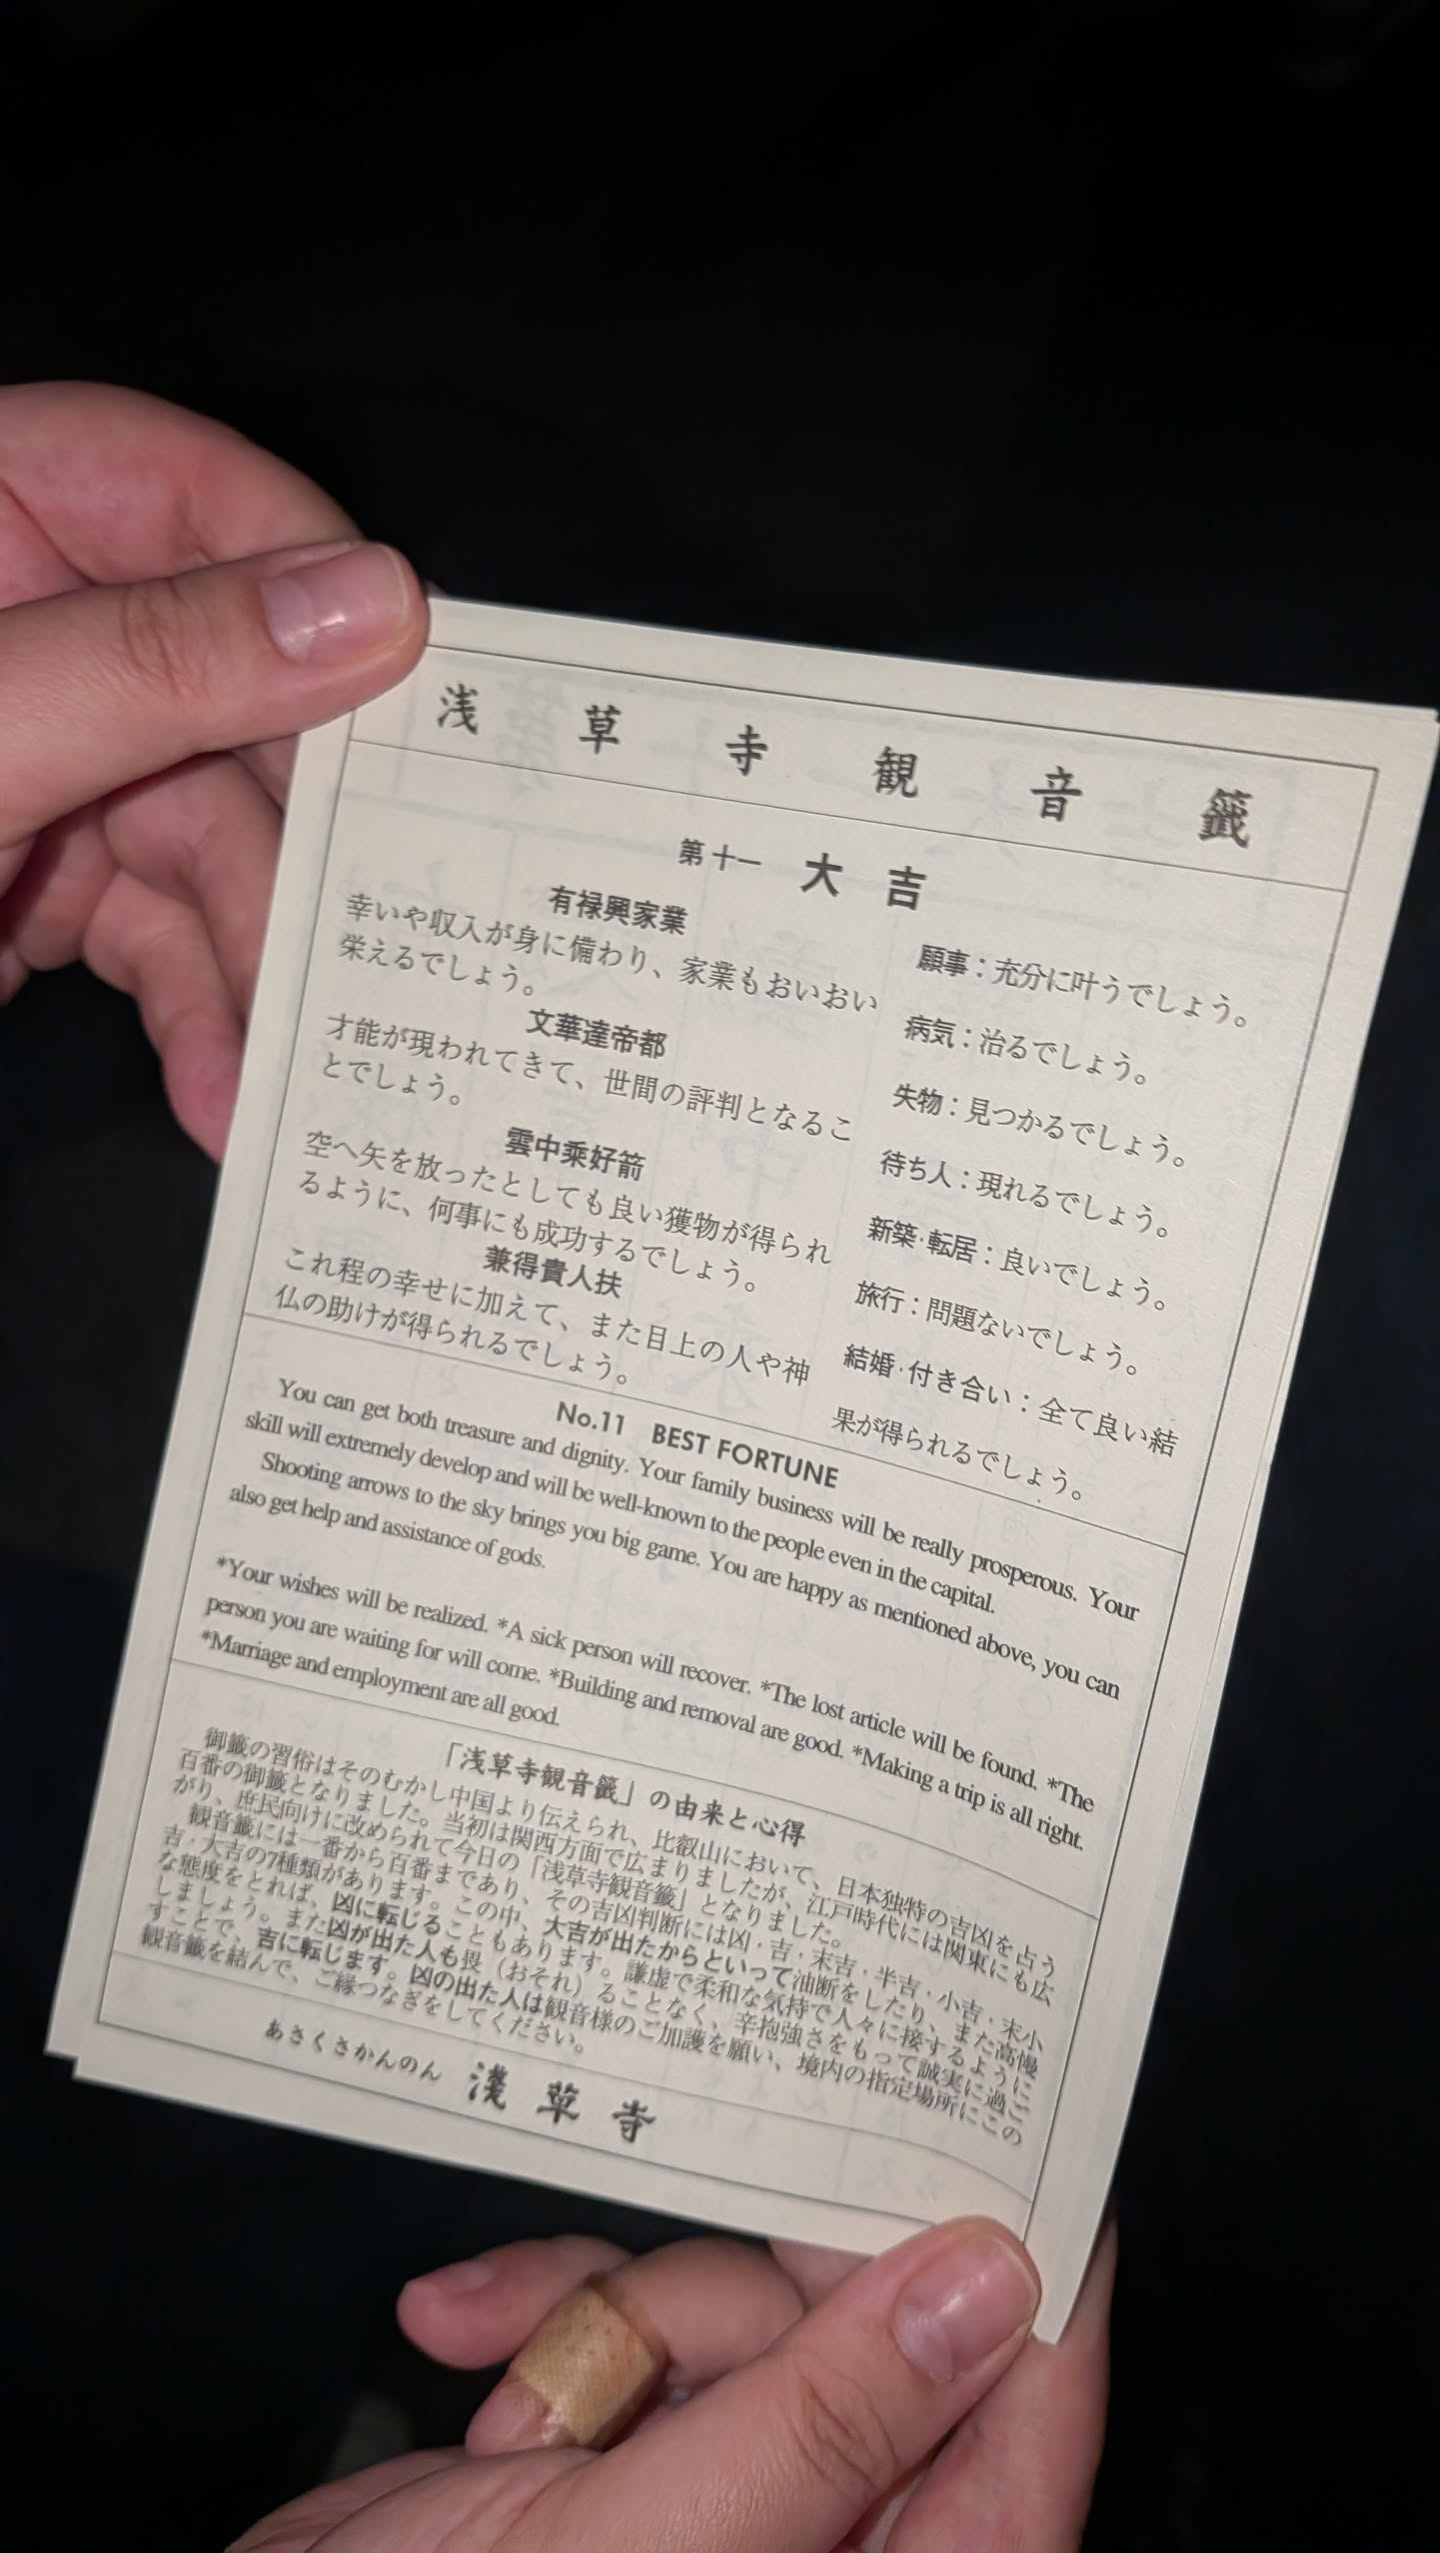 浅草寺観音籤
第十一 大吉
有禄興家業
幸いや収入が身に備わり、家業もおいおい
栄えるでしょう。
文華達帝都
才能が現われてきて、世間の評判となるこ
とでしょう。
雲中乗好箭
空へ矢を放ったとしても良い獲物が得られ
るように、何事にも成功するでしょう。
兼得貴人扶
これ程の幸せに加えて、また目上の人や神
仏の助けが得られるでしょう。
願事：充分に叶うでしょう。
病気：治るでしょう。
失物：見つかるでしょう。
待ち人：現れるでしょう。
新築·転居：良いでしょう。
旅行：問題ないでしょう。
結婚·付き合い：全て良い結
果が得られるでしょう。
No.11 BEST FORTUNE
You can get both treasure and dignity. Your family business will be really prosperous. Your
skill will extremely develop and will be well-known to the people even in the capital.
Shooting arrows to the sky brings you big game. You are happy as mentioned above, you can
also get help and assistance of gods.
*Your wishes will be realized. *A sick person will recover. *The lost article will be found. *The
person you are waiting for will come. *Building and removal are good. *Making a trip is all right.
*Marriage and employment are all good.
「浅草寺観音籤」の由来と心得
御籤の習俗はそのむかし中国より伝えられ、比叡山において、日本独特の吉凶を占う
百番の御籤となりました。当初は関西方面で広まりましたが、江戸時代には関東にも広
がり、庶民向けに改められて今日の「浅草寺観音籤」となりました。
観音籤には一番から百番まであり、その吉凶判断には凶·吉·末吉·半吉·小吉·末小
吉·大吉の7種類があります。この中、大吉が出たからといって油断をしたり、また高慢
な態度をとれば、凶に転じることもあります。謙虚で柔和な気持で人々に接するように
しましょう。また凶が出た人も畏（おそれ）ることなく、辛抱強さをもって誠実に過ご
すことで、吉に転じます。凶の出た人は観音様のご加護を願い、境内の指定場所にこの
観音籤を結んで、ご縁つなぎをしてください。
あさくさかんのん 浅草寺